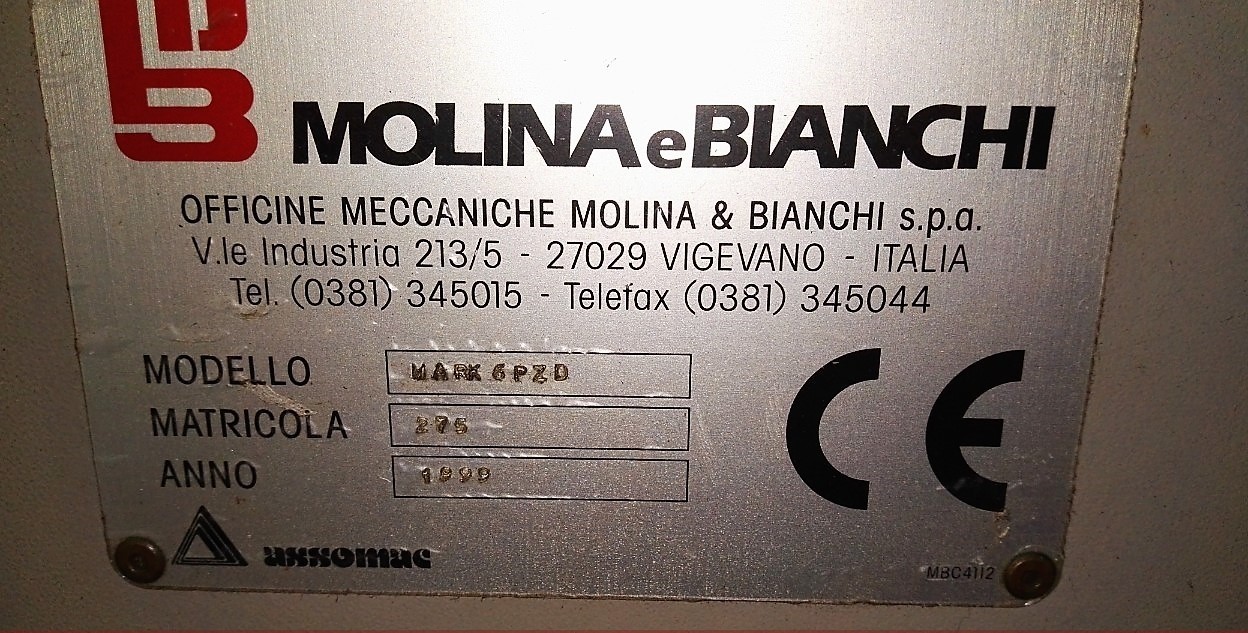 MB
MOLINA e BIANCHI
OFFICINE MECCANICHE MOLINA & BIANCHI s.p.a.
V.le Industria 213/5 - 27029 VIGEVANO - ITALIA
Tel. (0381) 345015 - Telefax (0381) 345044
MODELLO MARK 6PZD
MATRICOLA 275
ANNO 1999
CE
assomac
MBC4112